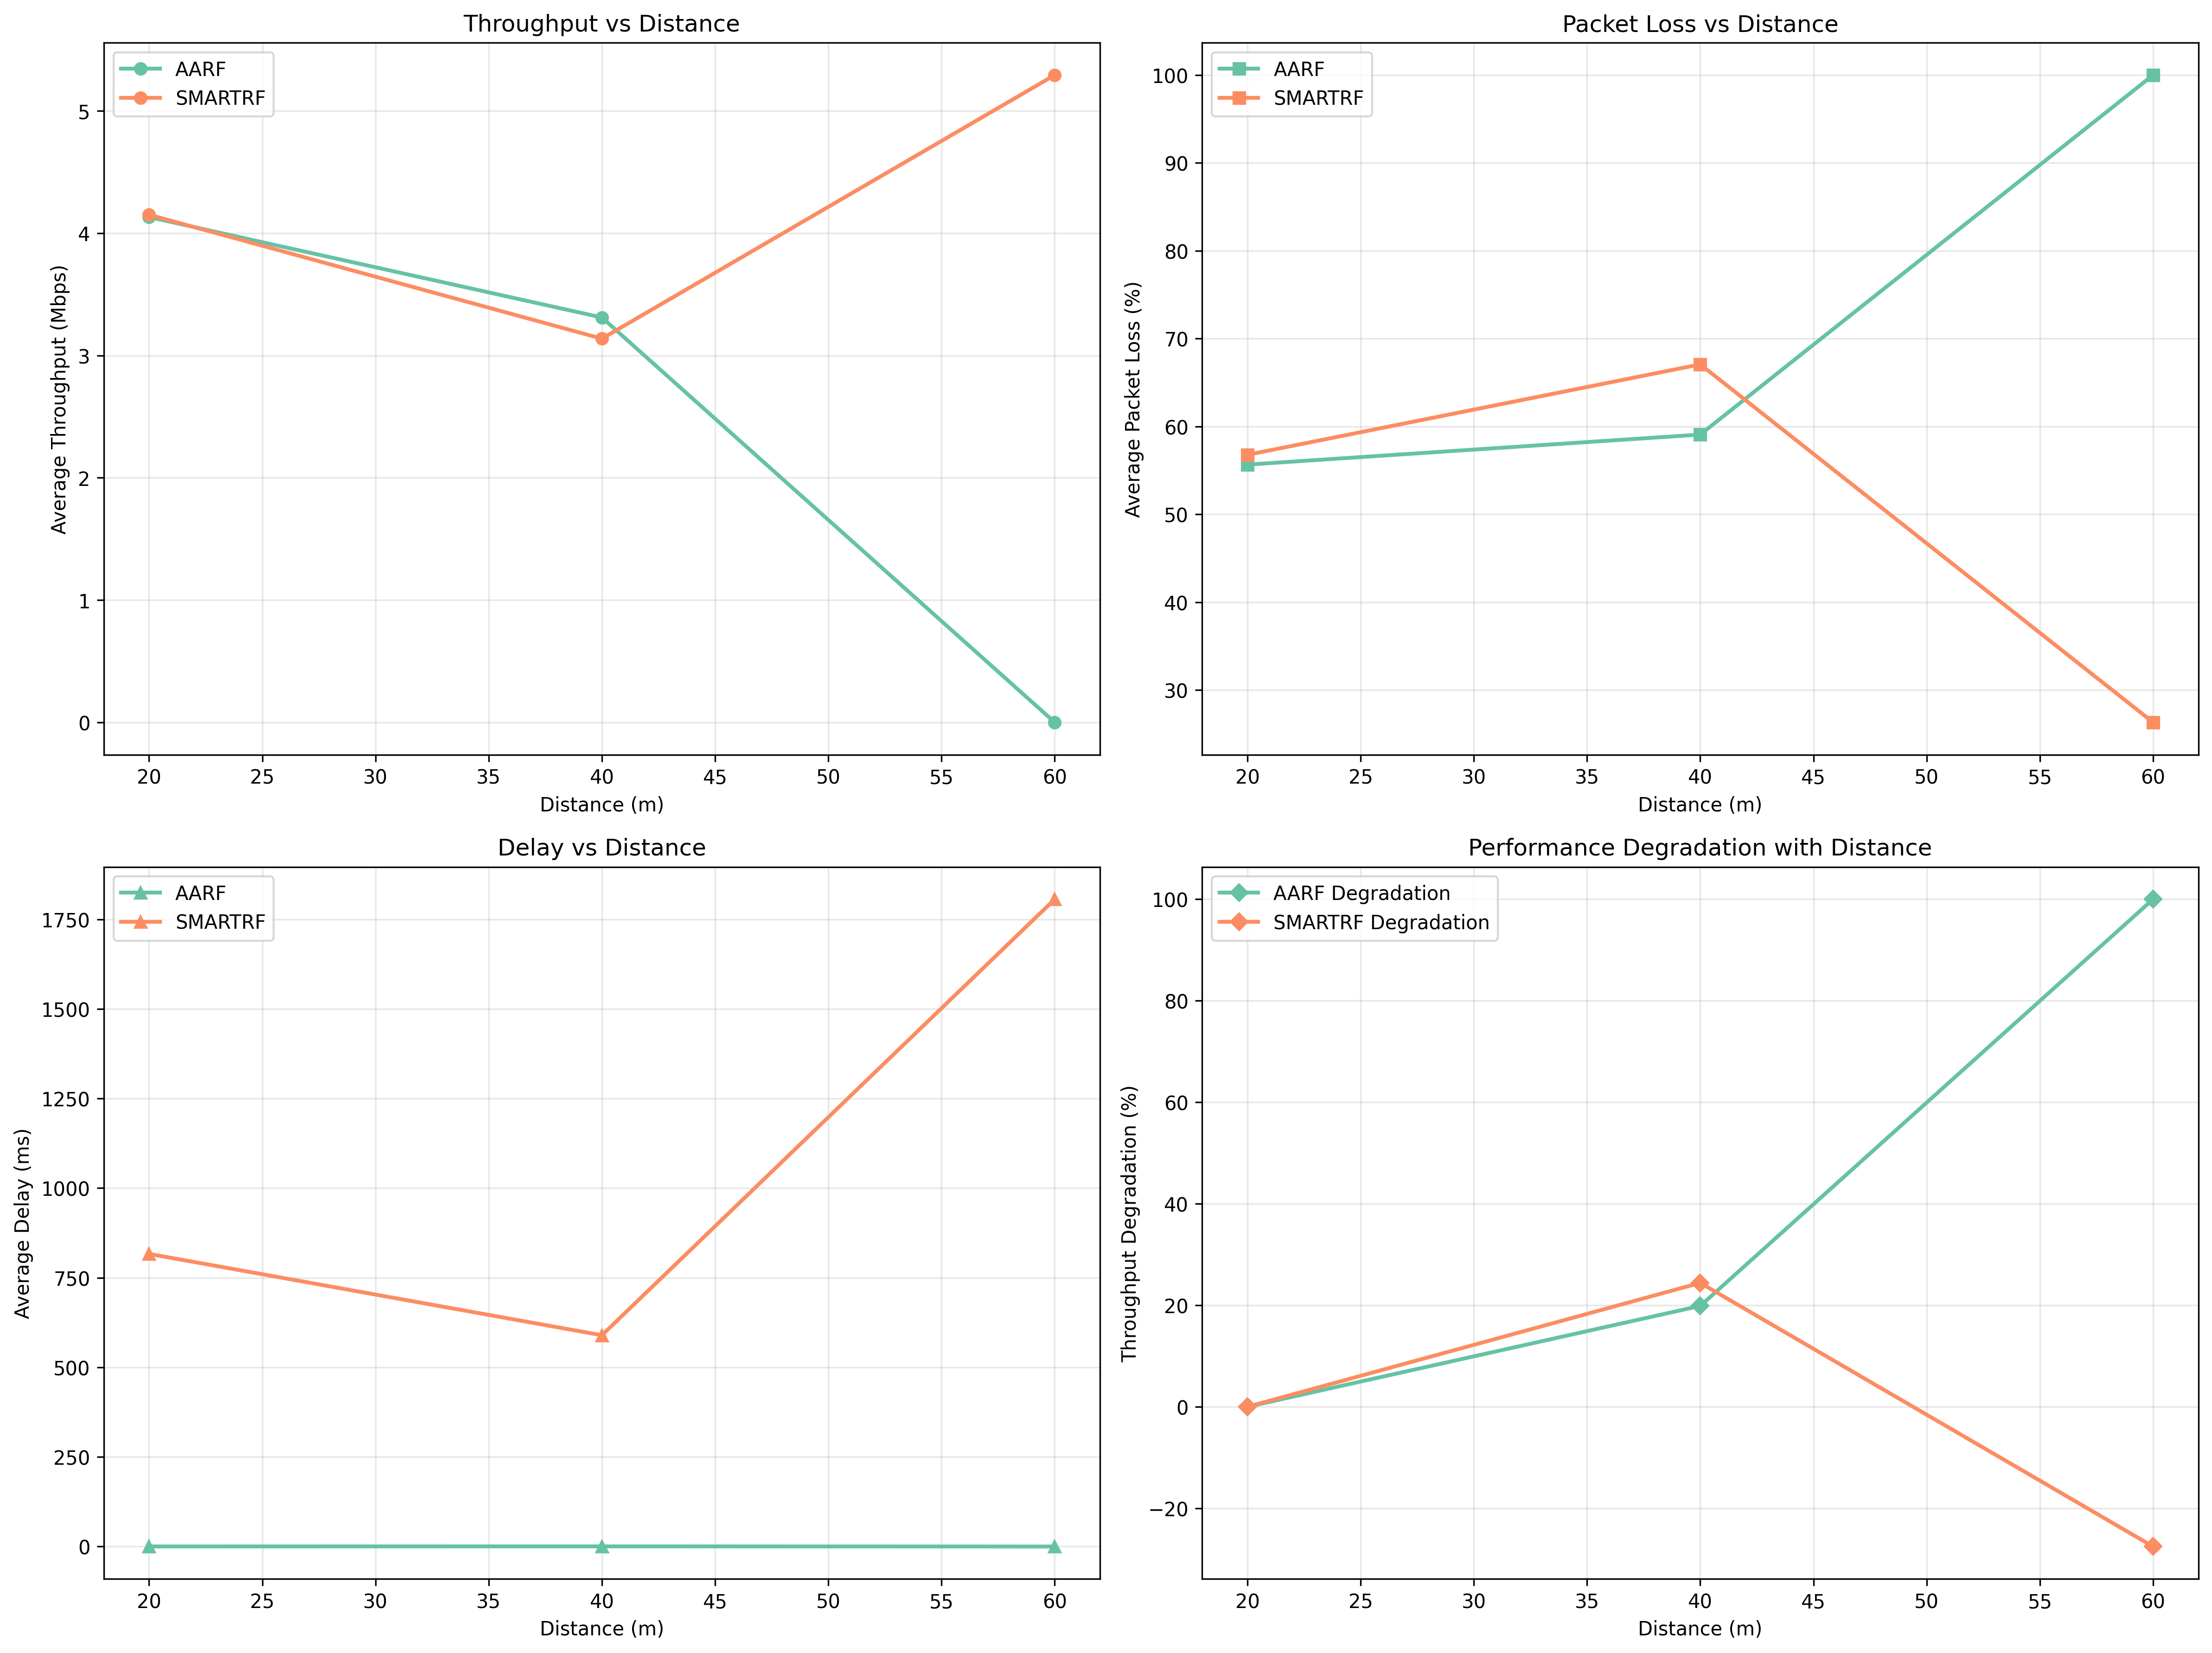 Throughput vs Distance
AARF
SMARTRF
Average Throughput (Mbps)
5
4
3
2
1
0
20 25 30 35 40 45 50 55 60
Distance (m)
Packet Loss vs Distance
AARF
SMARTRF
Average Packet Loss (%)
100
90
80
70
60
50
40
30
20 25 30 35 40 45 50 55 60
Distance (m)
Delay vs Distance
AARF
SMARTRF
Average Delay (ms)
1750
1500
1250
1000
750
500
250
0
20 25 30 35 40 45 50 55 60
Distance (m)
Performance Degradation with Distance
AARF Degradation
SMARTRF Degradation
Throughput Degradation (%)
100
80
60
40
20
0
−20
20 25 30 35 40 45 50 55 60
Distance (m)